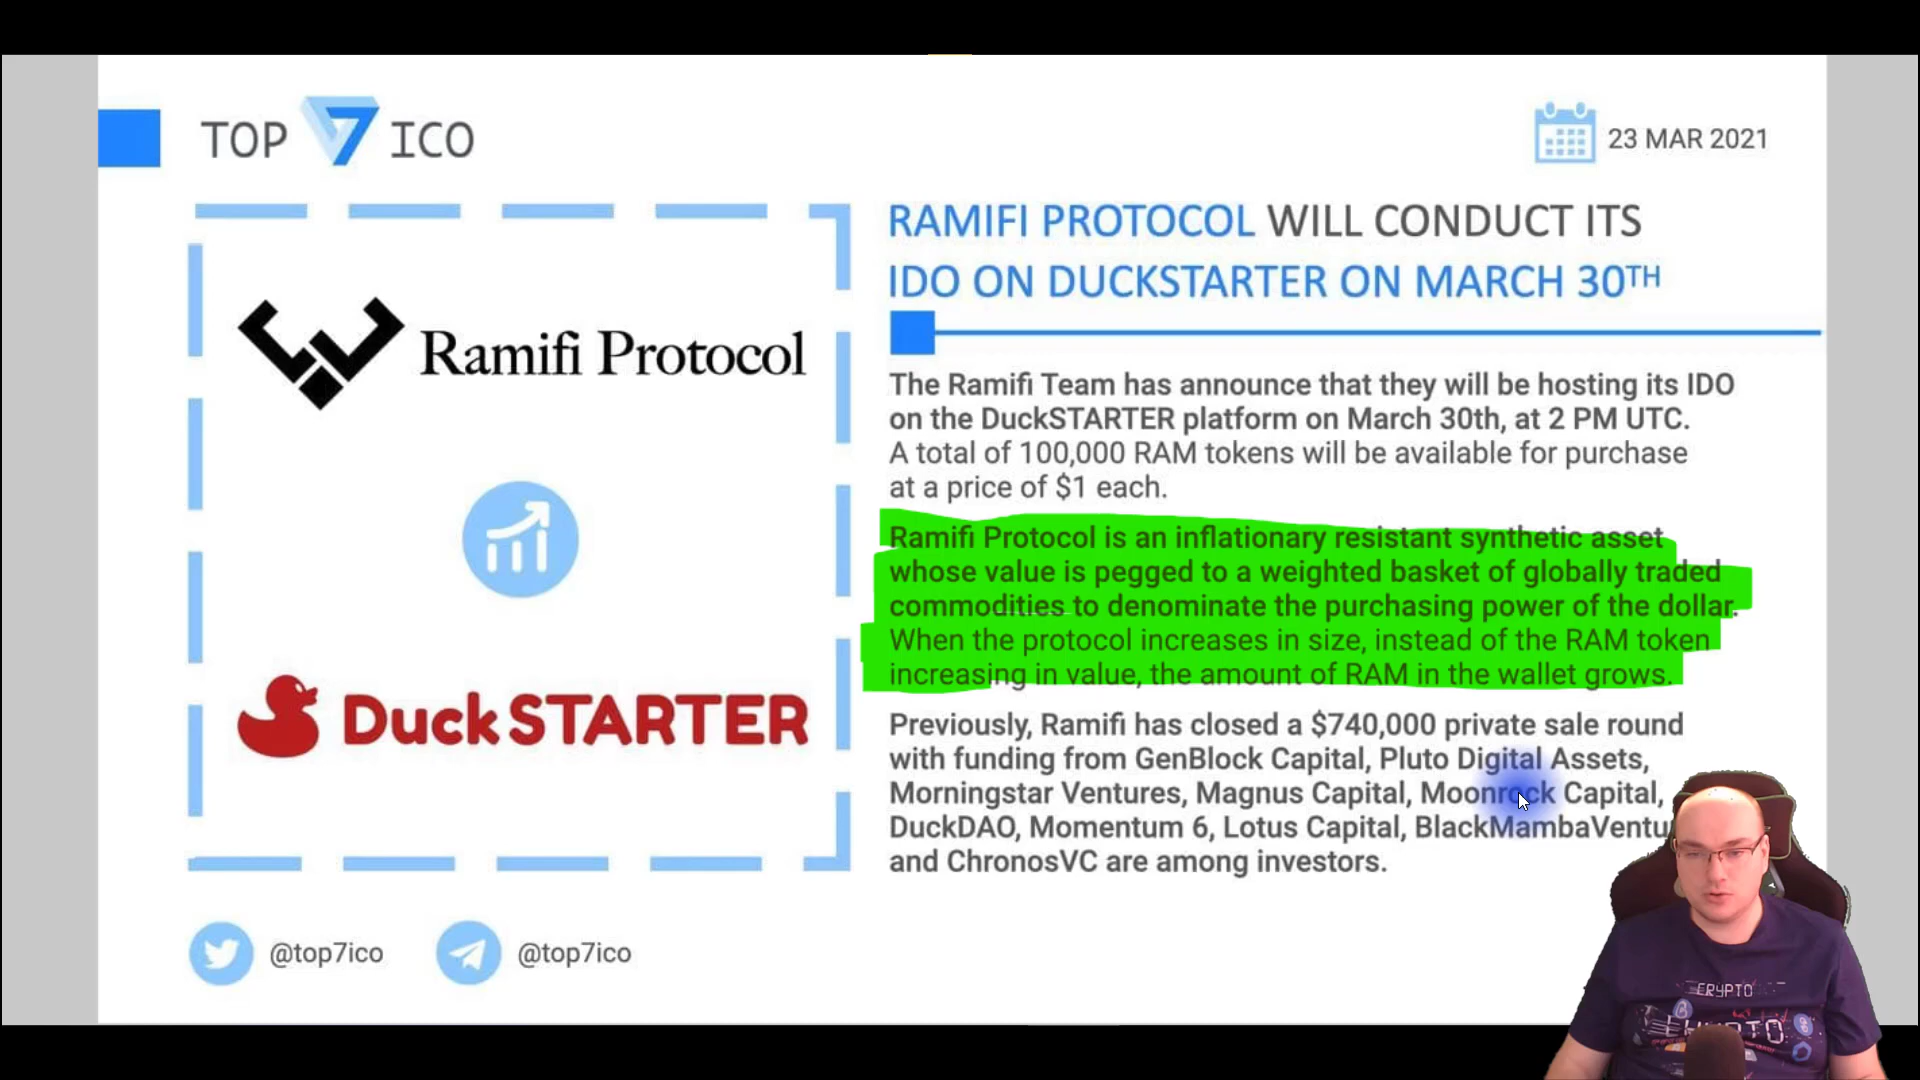 TOP 7 ICO
23 MAR 2021
RAMIFI PROTOCOL WILL CONDUCT ITS
IDO ON DUCKSTARTER ON MARCH 30TH
Ramifi Protocol
DuckSTARTER
The Ramifi Team has announce that they will be hosting its IDO
on the DuckSTARTER platform on March 30th, at 2 PM UTC.
A total of 100,000 RAM tokens will be available for purchase
at a price of $1 each.
Ramifi Protocol is an inflationary resistant synthetic asset
whose value is pegged to a weighted basket of globally traded
commodities to denominate the purchasing power of the dollar.
When the protocol increases in size, instead of the RAM token
increasing in value, the amount of RAM in the wallet grows.
Previously, Ramifi has closed a $740,000 private sale round
with funding from GenBlock Capital, Pluto Digital Assets,
Morningstar Ventures, Magnus Capital, Moonrock Capital,
DuckDAO, Momentum 6, Lotus Capital, BlackMambaVentu
and ChronosVC are among investors.
@top7ico
@top7ico
CRYPTO